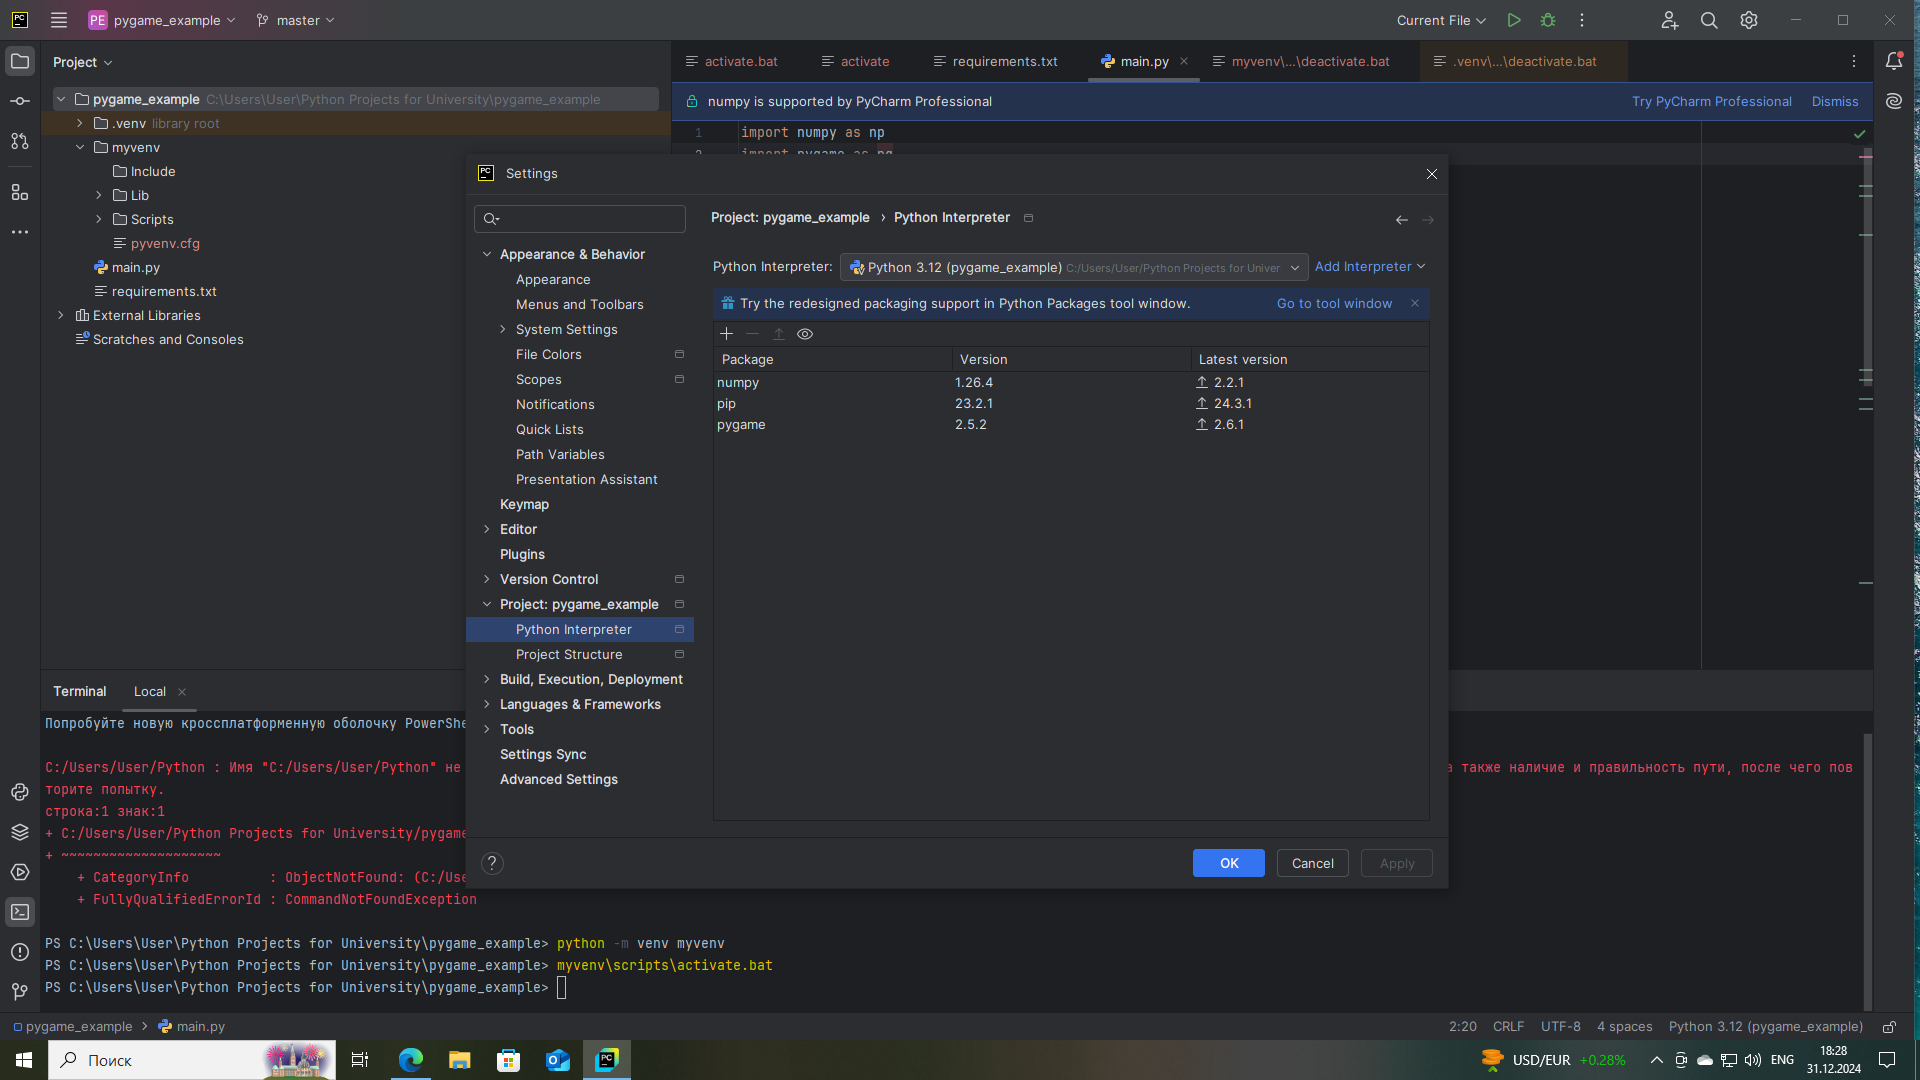 PE pygame_example
master
Current File
Project
activate.bat
activate
requirements.txt
main.py
myvenv\...\deactivate.bat
.venv\...\deactivate.bat
pygame_example C:\Users\User\Python Projects for University\pygame_example
.venv library root
myvenv
Include
Lib
Scripts
pyvenv.cfg
main.py
requirements.txt
External Libraries
Scratches and Consoles
numpy is supported by PyCharm Professional
Try PyCharm Professional
Dismiss
1 import numpy as np
2 import pygame as pg
PC Settings
Appearance & Behavior
Appearance
Menus and Toolbars
System Settings
File Colors
Scopes
Notifications
Quick Lists
Path Variables
Presentation Assistant
Keymap
Editor
Plugins
Version Control
Project: pygame_example
Python Interpreter
Project Structure
Build, Execution, Deployment
Languages & Frameworks
Tools
Settings Sync
Advanced Settings
Project: pygame_example › Python Interpreter
Python Interpreter: Python 3.12 (pygame_example) C:/Users/User/Python Projects for Univer
Add Interpreter
Try the redesigned packaging support in Python Packages tool window.
Go to tool window
Package Version Latest version
numpy 1.26.4 2.2.1
pip 23.2.1 24.3.1
pygame 2.5.2 2.6.1
?
OK
Cancel
Apply
Terminal
Local
Попробуйте новую кроссплатформенную оболочку PowerShe
C:/Users/User/Python : Имя "C:/Users/User/Python" не
а также наличие и правильность пути, после чего пов
торите попытку.
строка:1 знак:1
+ C:/Users/User/Python Projects for University/pygame
+ ~~~~~~~~~~~~~~~~~~~~
+ CategoryInfo : ObjectNotFound: (C:/Use
+ FullyQualifiedErrorId : CommandNotFoundException
PS C:\Users\User\Python Projects for University\pygame_example> python -m venv myvenv
PS C:\Users\User\Python Projects for University\pygame_example> myvenv\scripts\activate.bat
PS C:\Users\User\Python Projects for University\pygame_example>
pygame_example > main.py
2:20 CRLF UTF-8 4 spaces Python 3.12 (pygame_example)
Поиск
USD/EUR +0.28%
ENG
18:28
31.12.2024